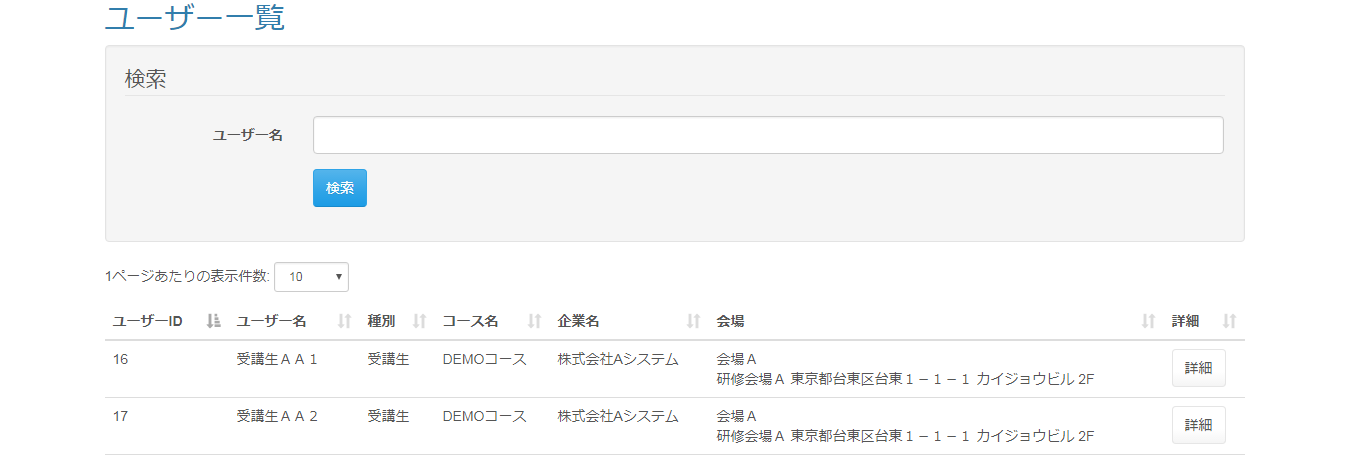 ユーザー一覧
検索
ユーザー名
検索
1ページあたりの表示件数: 10
ユーザーID ユーザー名 種別 コース名 企業名 会場 詳細
16 受講生ＡＡ１ 受講生 DEMOコース 株式会社Aシステム 会場Ａ 詳細
研修会場Ａ 東京都台東区台東１－１－１ カイジョウビル 2F
17 受講生ＡＡ２ 受講生 DEMOコース 株式会社Aシステム 会場Ａ 詳細
研修会場Ａ 東京都台東区台東１－１－１ カイジョウビル 2F